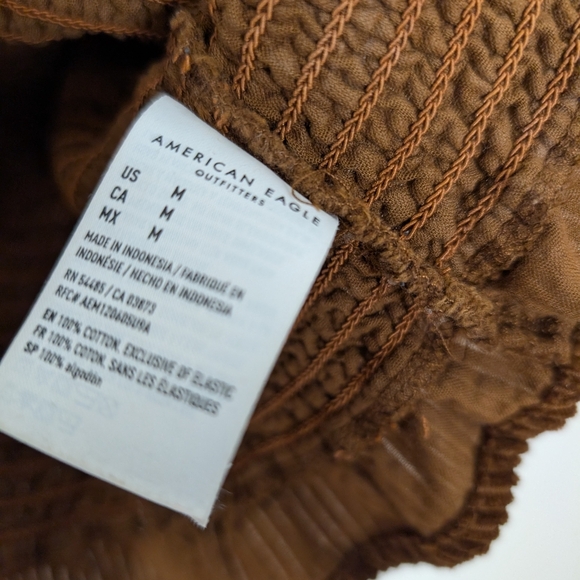 AMERICAN EAGLE
OUTFITTERS
US M
CA M
MX M
MADE IN INDONESIA / FABRIQUÉ EN
INDONÉSIE / HECHO EN INDONESIA
RN 54485 / CA 03873
RFC# AEM120605U9A
EN 100% COTTON, EXCLUSIVE OF ELASTIC
FR 100% COTON, SANS LES ÉLASTIQUES
SP 100% algodón